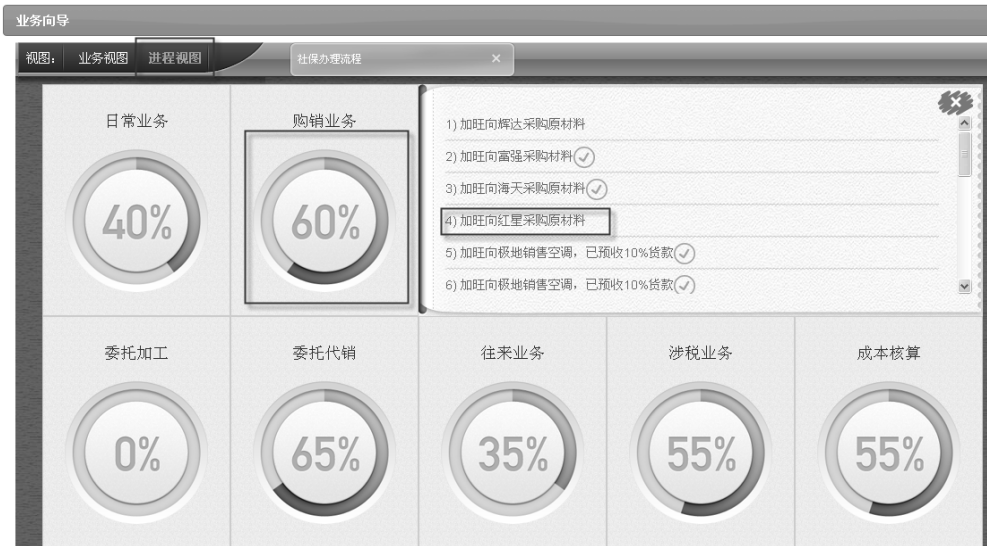 业务向导
视图： 业务视图 进程视图 社保办理流程 ×
日常业务
40%
购销业务
60%
1) 加旺向辉达采购原材料
2) 加旺向富强采购材料
3) 加旺向海天采购原材料
4) 加旺向红星采购原材料
5) 加旺向极地销售空调，已预收10%货款
6) 加旺向极地销售空调，已预收10%货款
委托加工
0%
委托代销
65%
往来业务
35%
涉税业务
55%
成本核算
55%